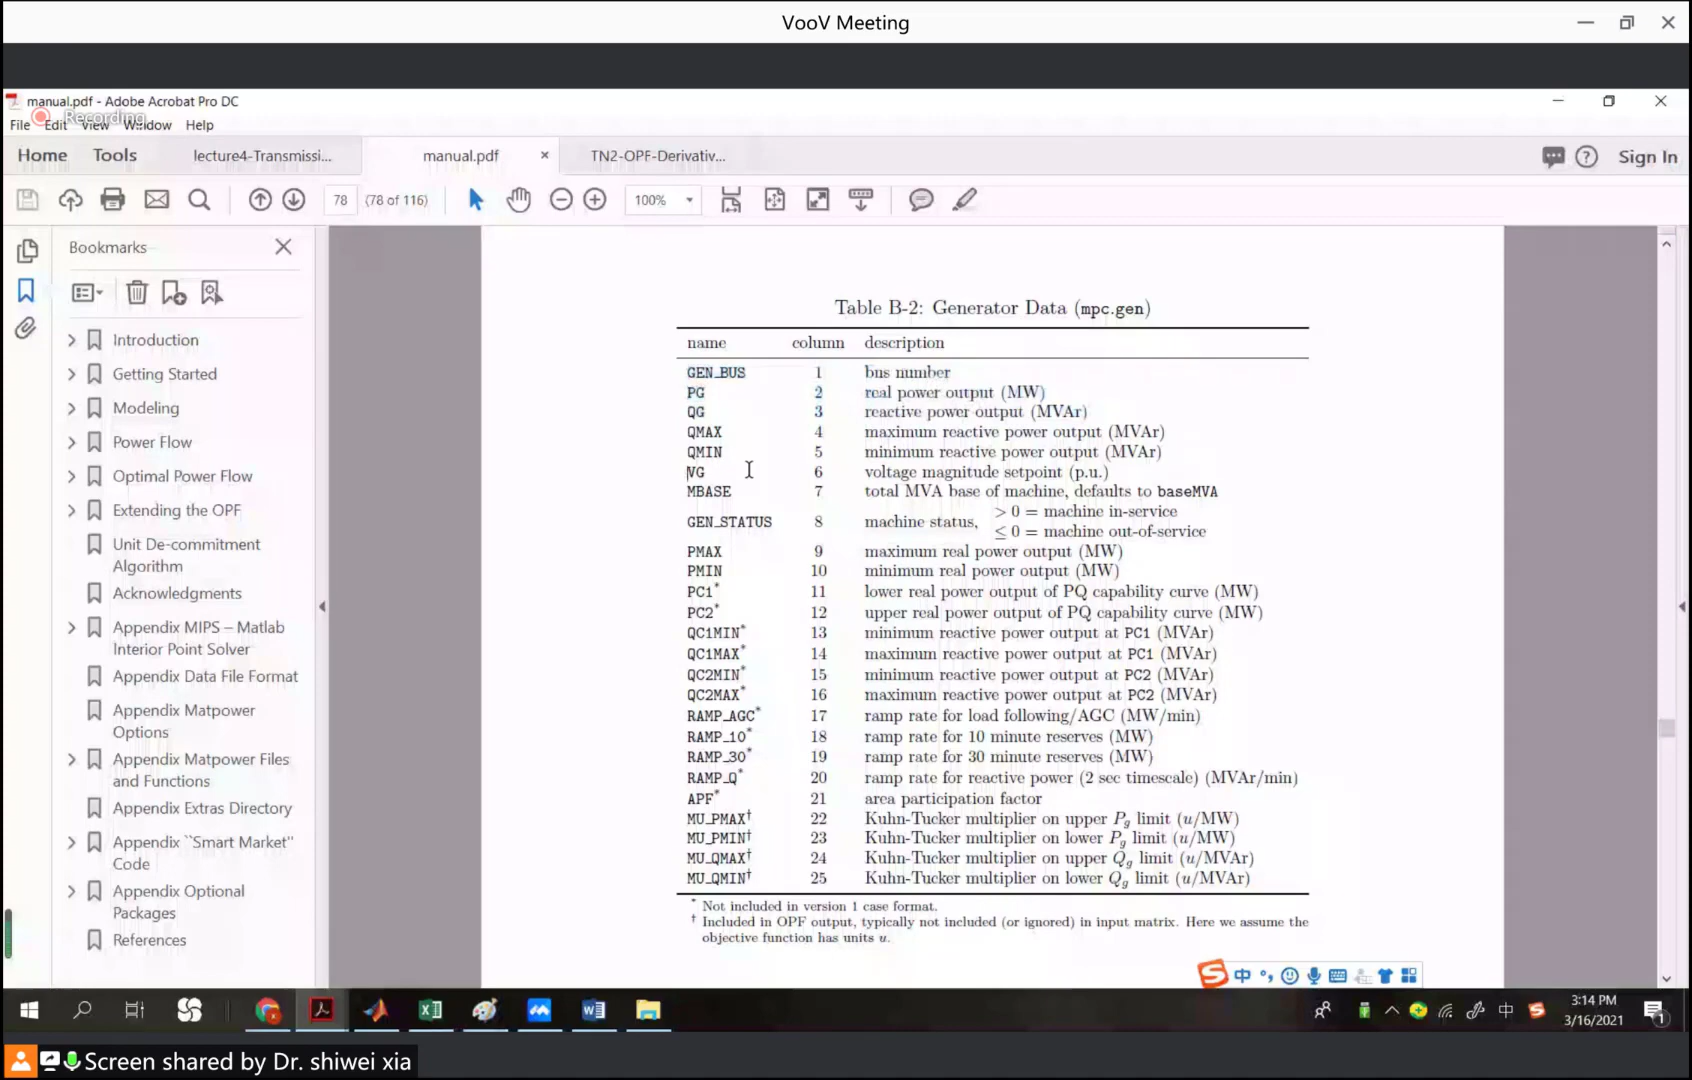 VooV Meeting
manual.pdf - Adobe Acrobat Pro DC
Recording
File Edit View Window Help
Home Tools lecture4-Transmissi... manual.pdf × TN2-OPF-Derivativ... Sign In
78 (78 of 116) 100%
Bookmarks
Introduction
Getting Started
Modeling
Power Flow
Optimal Power Flow
Extending the OPF
Unit De-commitment
Algorithm
Acknowledgments
Appendix MIPS – Matlab
Interior Point Solver
Appendix Data File Format
Appendix Matpower
Options
Appendix Matpower Files
and Functions
Appendix Extras Directory
Appendix ``Smart Market''
Code
Appendix Optional
Packages
References
Table B-2: Generator Data (mpc.gen)
name column description
GEN_BUS 1 bus number
PG 2 real power output (MW)
QG 3 reactive power output (MVAr)
QMAX 4 maximum reactive power output (MVAr)
QMIN 5 minimum reactive power output (MVAr)
VG 6 voltage magnitude setpoint (p.u.)
MBASE 7 total MVA base of machine, defaults to baseMVA
GEN_STATUS 8 machine status, > 0 = machine in-service
≤ 0 = machine out-of-service
PMAX 9 maximum real power output (MW)
PMIN 10 minimum real power output (MW)
PC1* 11 lower real power output of PQ capability curve (MW)
PC2* 12 upper real power output of PQ capability curve (MW)
QC1MIN* 13 minimum reactive power output at PC1 (MVAr)
QC1MAX* 14 maximum reactive power output at PC1 (MVAr)
QC2MIN* 15 minimum reactive power output at PC2 (MVAr)
QC2MAX* 16 maximum reactive power output at PC2 (MVAr)
RAMP_AGC* 17 ramp rate for load following/AGC (MW/min)
RAMP_10* 18 ramp rate for 10 minute reserves (MW)
RAMP_30* 19 ramp rate for 30 minute reserves (MW)
RAMP_Q* 20 ramp rate for reactive power (2 sec timescale) (MVAr/min)
APF* 21 area participation factor
MU_PMAX† 22 Kuhn-Tucker multiplier on upper Pg limit (u/MW)
MU_PMIN† 23 Kuhn-Tucker multiplier on lower Pg limit (u/MW)
MU_QMAX† 24 Kuhn-Tucker multiplier on upper Qg limit (u/MVAr)
MU_QMIN† 25 Kuhn-Tucker multiplier on lower Qg limit (u/MVAr)
* Not included in version 1 case format.
† Included in OPF output, typically not included (or ignored) in input matrix. Here we assume the
objective function has units u.
中
中 3:14 PM
3/16/2021
1
Screen shared by Dr. shiwei xia